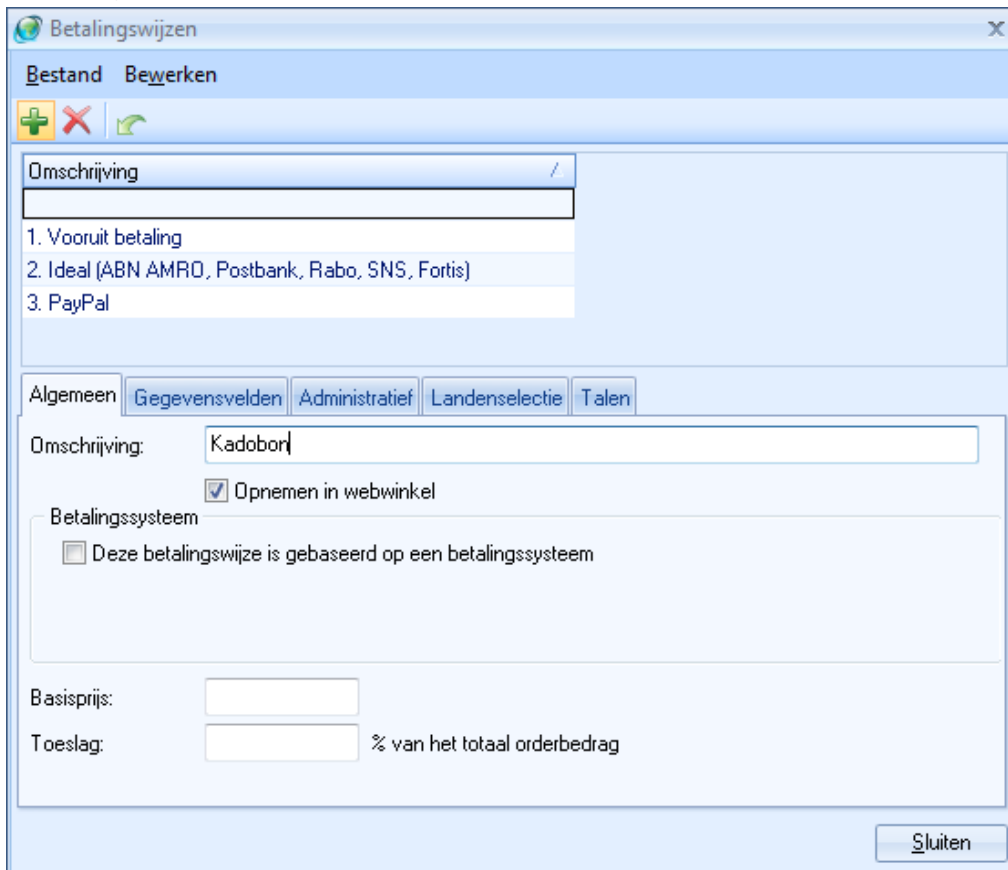 Betalingswijzen
Bestand Bewerken
Omschrijving
1. Vooruit betaling
2. Ideal (ABN AMRO, Postbank, Rabo, SNS, Fortis)
3. PayPal
Algemeen Gegevensvelden Administratief Landenselectie Talen
Omschrijving: Kadobon
Opnemen in webwinkel
Betalingssysteem
Deze betalingswijze is gebaseerd op een betalingssysteem
Basisprijs:
Toeslag: % van het totaal orderbedrag
Sluiten